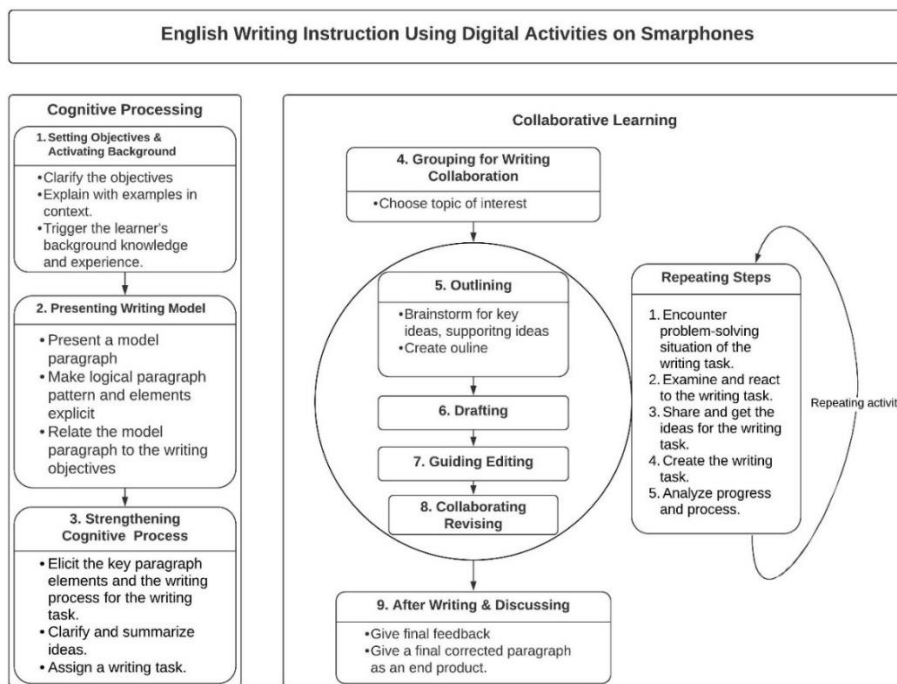 English Writing Instruction Using Digital Activities on Smarphones
Cognitive Processing
1. Setting Objectives &
Activating Background
•Clarify the objectives
•Explain with examples in
context.
•Trigger the learner's
background knowledge
and experience.
2. Presenting Writing Model
• Present a model
paragraph
• Make logical paragraph
pattern and elements
explicit
• Relate the model
paragraph to the writing
objectives
3. Strengthening
Cognitive Process
• Elicit the key paragraph
elements and the writing
process for the writing
task.
• Clarify and summarize
ideas.
• Assign a writing task.
Collaborative Learning
4. Grouping for Writing
Collaboration
•Choose topic of interest
5. Outlining
•Brainstorm for key
ideas, supporitng ideas
•Create ouline
6. Drafting
7. Guiding Editing
8. Collaborating
Revising
9. After Writing & Discussing
•Give final feedback
•Give a final corrected paragraph
as an end product.
Repeating Steps
1. Encounter
problem-solving
situation of the
writing task.
2. Examine and react
to the writing task.
3. Share and get the
ideas for the writing
task.
4. Create the writing
task.
5. Analyze progress
and process.
Repeating activit